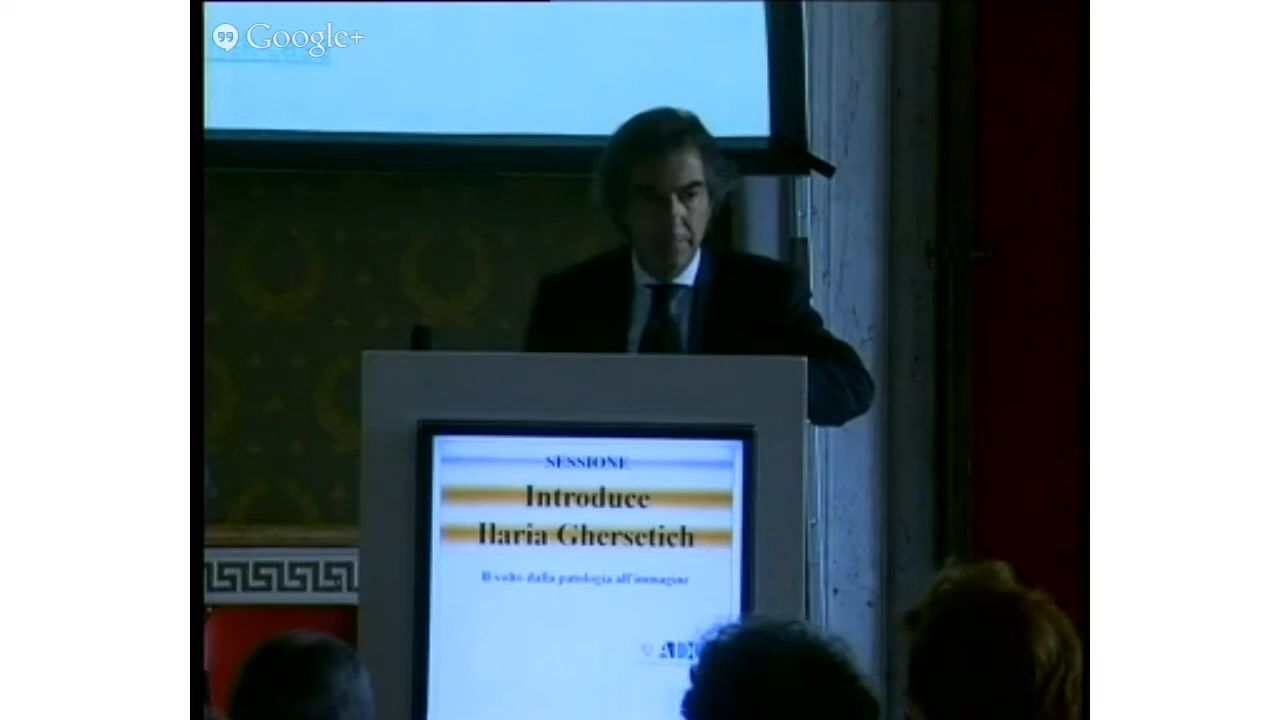 Google+
SESSIONE
Introduce
Ilaria Ghersetich
Il volto dalla patologia all'immagine